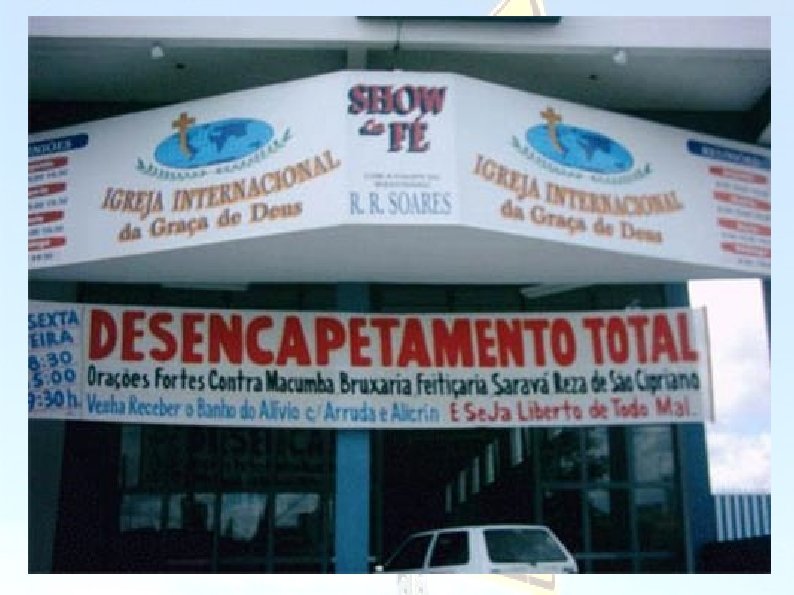 SHOW
da FÉ
R. R. SOARES
IGREJA INTERNACIONAL
da Graça de Deus
IGREJA INTERNACIONAL
da Graça de Deus
SEXTA
EIRA
8:30
5:00
9:30 h.
DESENCAPETAMENTO TOTAL
Orações Fortes Contra Macumba Bruxaria Feitiçaria Saravá Reza de São Cipriano
Venha Receber o Banho do Alívio c/ Arruda e Alicrin E SeJa Liberto de Todo Mal.